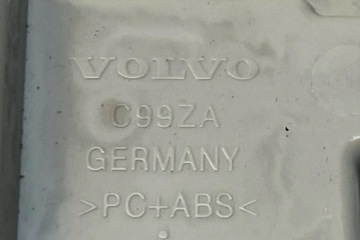 VOLVO
C99ZA
GERMANY
>PC+ABS<